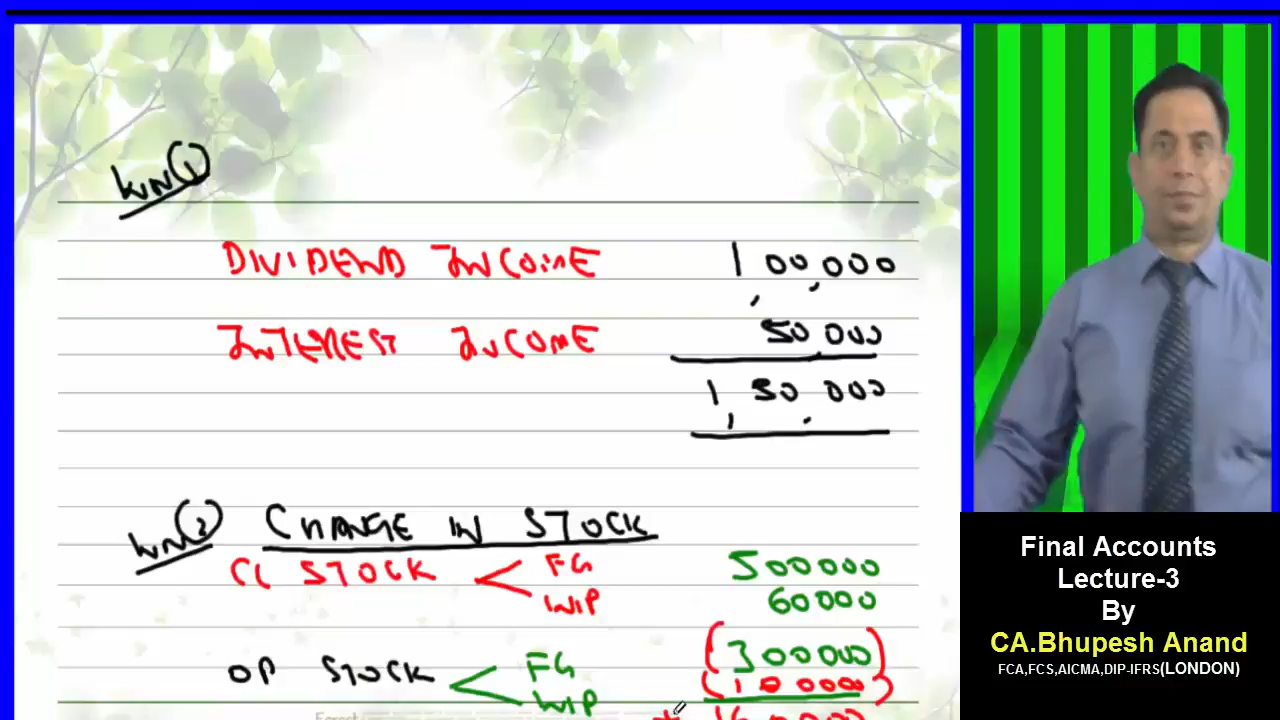 WN(1)
DIVIDEND INCOME 1,00,000
INTEREST INCOME 50,000
1,50,000
WN(2) CHANGE IN STOCK
CL STOCK < FG 500000
WIP 60000
OP STOCK < FG (300000)
WIP (100000)
160000
Final Accounts
Lecture-3
By
CA.Bhupesh Anand
FCA,FCS,AICMA,DIP-IFRS(LONDON)